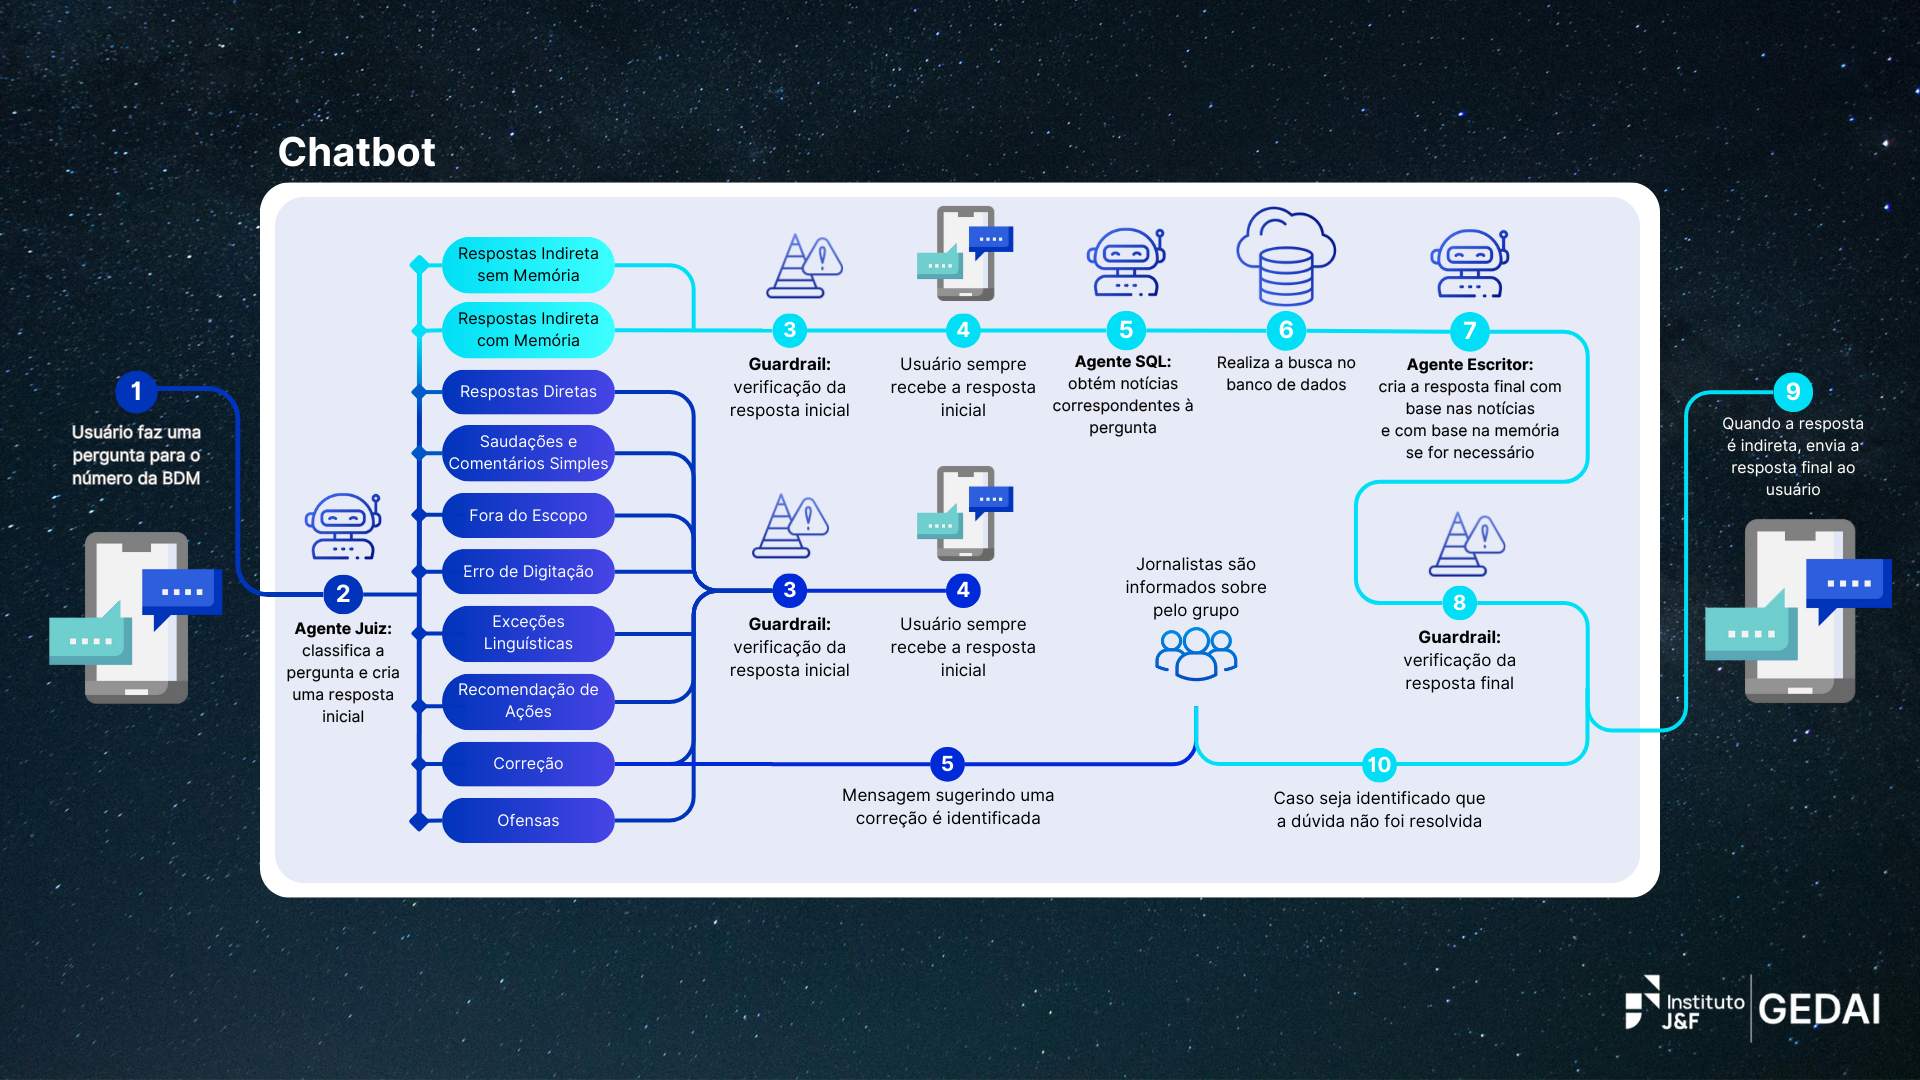 Chatbot
1
Usuário faz uma
pergunta para o
número da BDM
2
Agente Juiz:
classifica a
pergunta e cria
uma resposta
inicial
Respostas Indireta
sem Memória
Respostas Indireta
com Memória
Respostas Diretas
Saudações e
Comentários Simples
Fora do Escopo
Erro de Digitação
Exceções
Linguísticas
Recomendação de
Ações
Correção
Ofensas
3
Guardrail:
verificação da
resposta inicial
4
Usuário sempre
recebe a resposta
inicial
5
Agente SQL:
obtém notícias
correspondentes à
pergunta
6
Realiza a busca no
banco de dados
7
Agente Escritor:
cria a resposta final com
base nas notícias
e com base na memória
se for necessário
3
Guardrail:
verificação da
resposta inicial
4
Usuário sempre
recebe a resposta
inicial
Jornalistas são
informados sobre
pelo grupo
5
Mensagem sugerindo uma
correção é identificada
8
Guardrail:
verificação da
resposta final
10
Caso seja identificado que
a dúvida não foi resolvida
9
Quando a resposta
é indireta, envia a
resposta final ao
usuário
Instituto
J&F
GEDAI